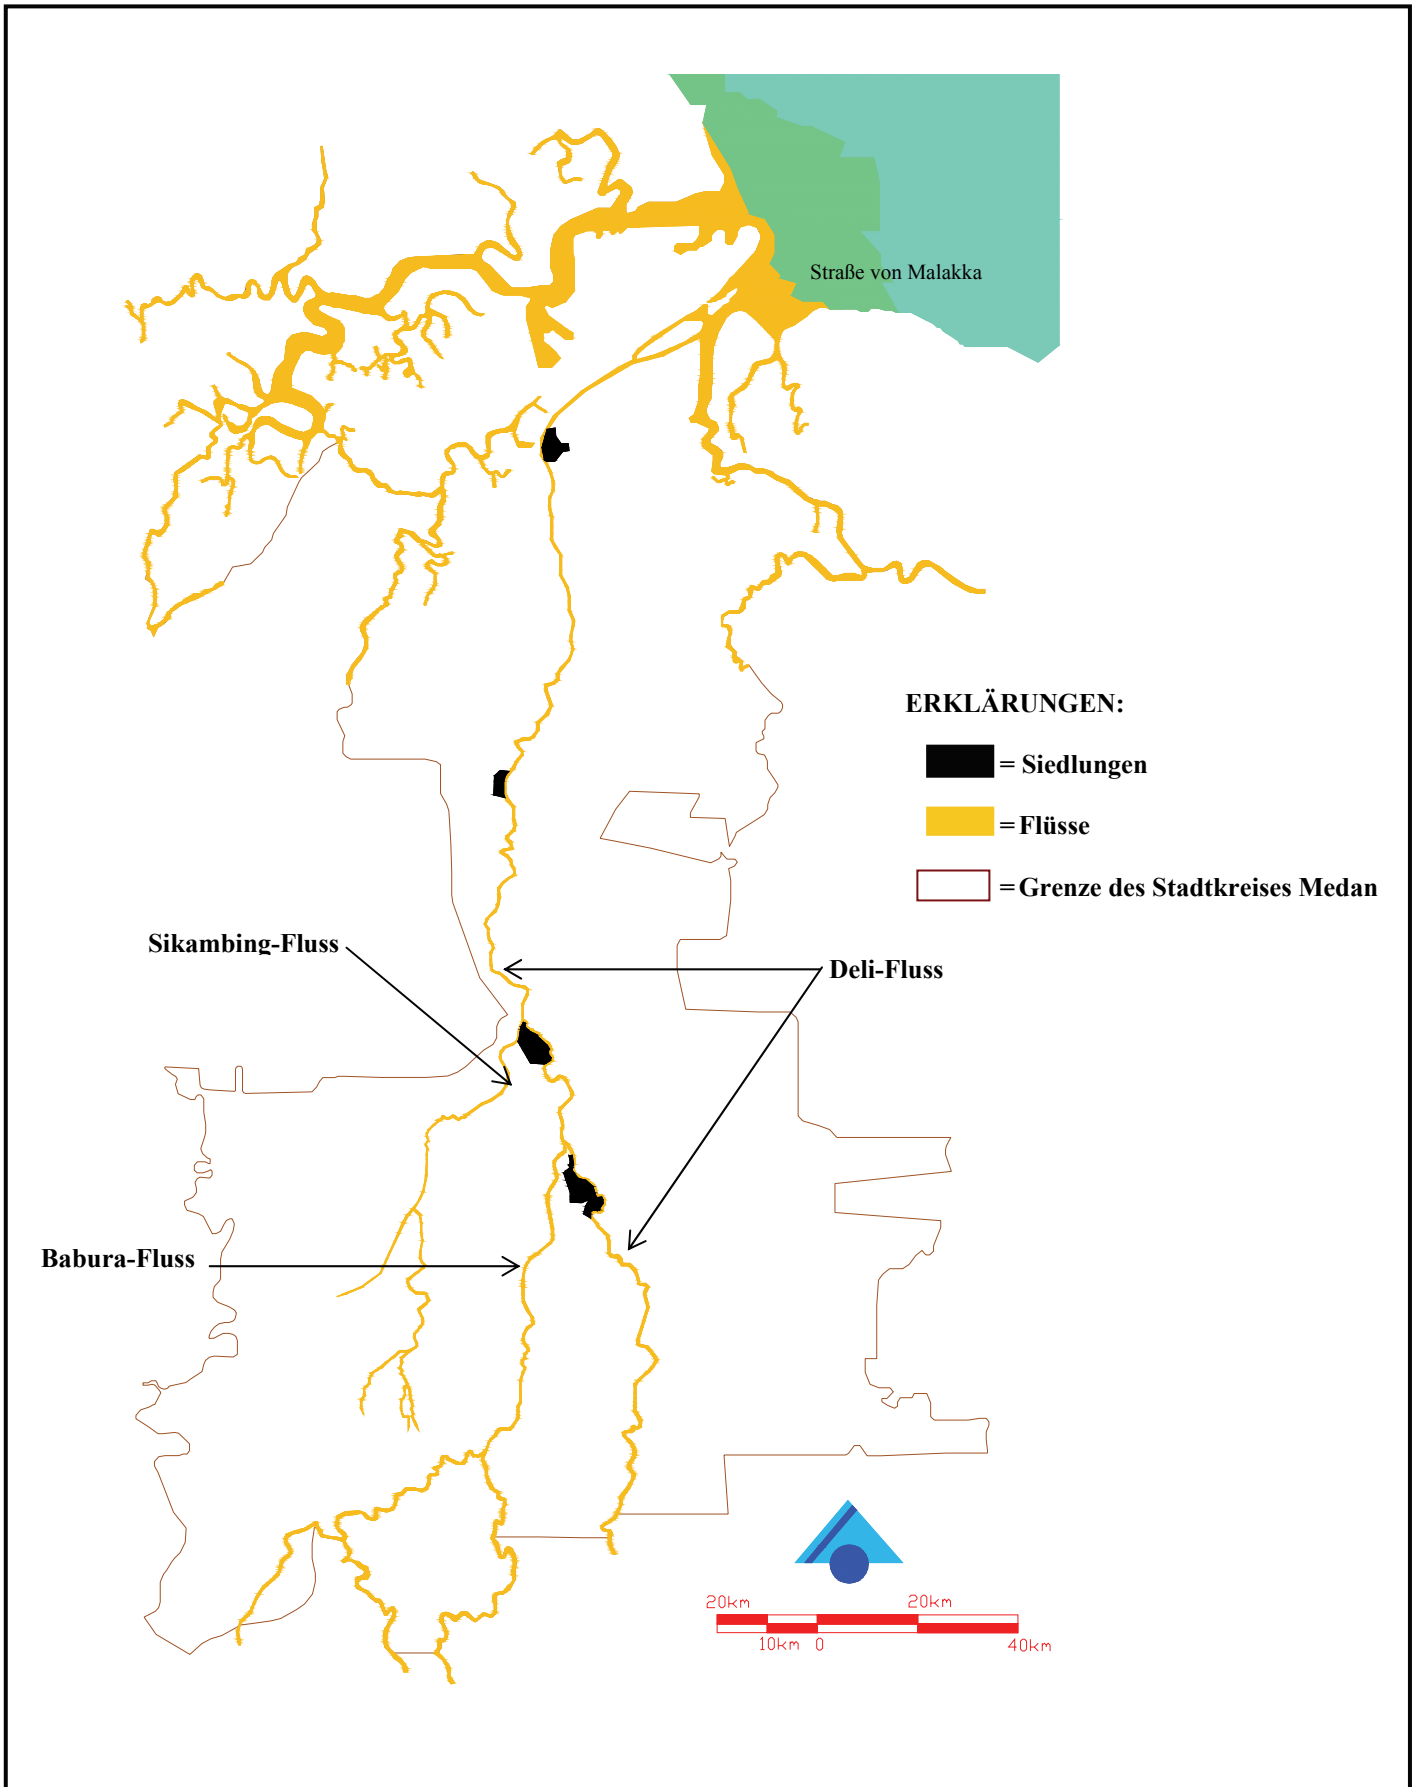 Straße von Malakka
ERKLÄRUNGEN:
= Siedlungen
= Flüsse
= Grenze des Stadtkreises Medan
Sikambing-Fluss
Deli-Fluss
Babura-Fluss
20km 20km
10km 0 40km